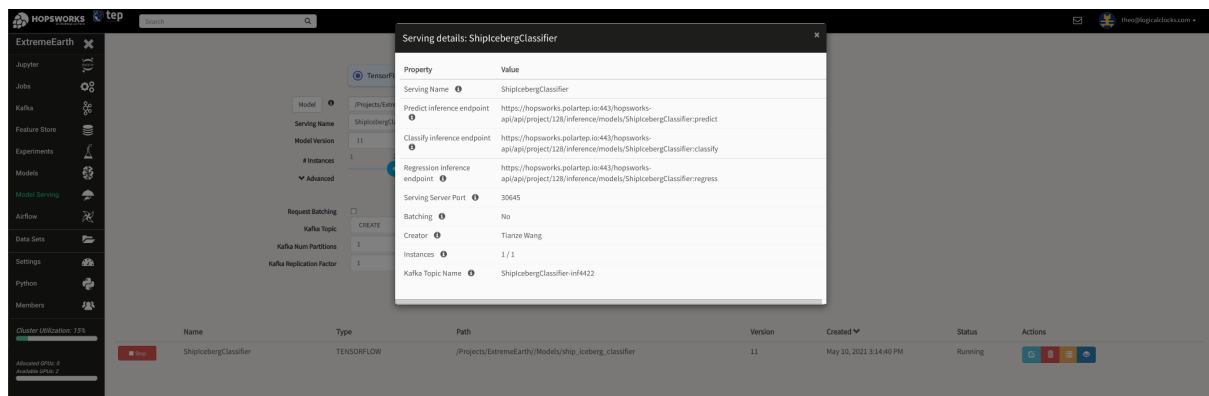 HOPSWORKS
tep
Search
theo@logicalclocks.com
ExtremeEarth
Jupyter
Jobs
Kafka
Feature Store
Experiments
Models
Model Serving
Airflow
Data Sets
Settings
Python
Members
Cluster Utilization: 15%
Allocated GPUs: 0
Available GPUs: 2
TensorFl
Model
/Projects/Extre
Serving Name
ShipIcebergCl
Model Version
11
# Instances
1
Advanced
Request Batching
Kafka Topic
CREATE
Kafka Num Partitions
1
Kafka Replication Factor
1
Serving details: ShipIcebergClassifier
×
Property Value
Serving Name ShipIcebergClassifier
Predict inference endpoint https://hopsworks.polartep.io:443/hopsworks-
api/api/project/128/inference/models/ShipIcebergClassifier:predict
Classify inference endpoint https://hopsworks.polartep.io:443/hopsworks-
api/api/project/128/inference/models/ShipIcebergClassifier:classify
Regression inference https://hopsworks.polartep.io:443/hopsworks-
endpoint api/api/project/128/inference/models/ShipIcebergClassifier:regress
Serving Server Port 30645
Batching No
Creator Tianze Wang
Instances 1 / 1
Kafka Topic Name ShipIcebergClassifier-inf4422
Name Type Path Version Created Status Actions
Stop ShipIcebergClassifier TENSORFLOW /Projects/ExtremeEarth//Models/ship_iceberg_classifier 11 May 10, 2021 3:14:40 PM Running